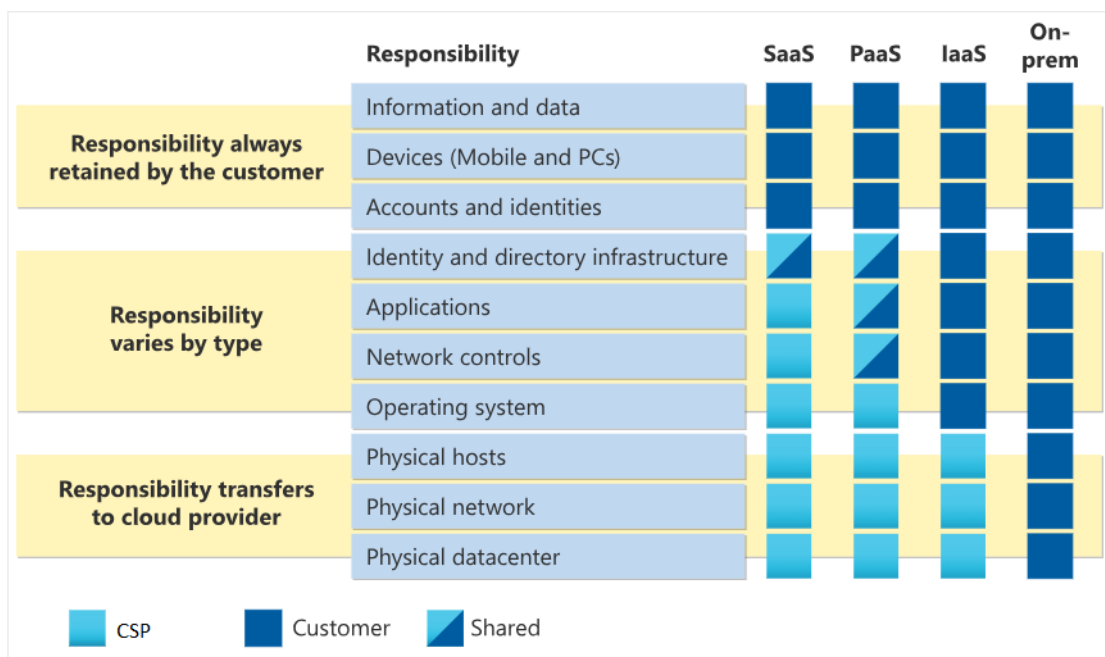 Responsibility
SaaS
PaaS
IaaS
On-
prem
Responsibility always
retained by the customer
Information and data
Devices (Mobile and PCs)
Accounts and identities
Responsibility
varies by type
Identity and directory infrastructure
Applications
Network controls
Operating system
Responsibility transfers
to cloud provider
Physical hosts
Physical network
Physical datacenter
CSP
Customer
Shared